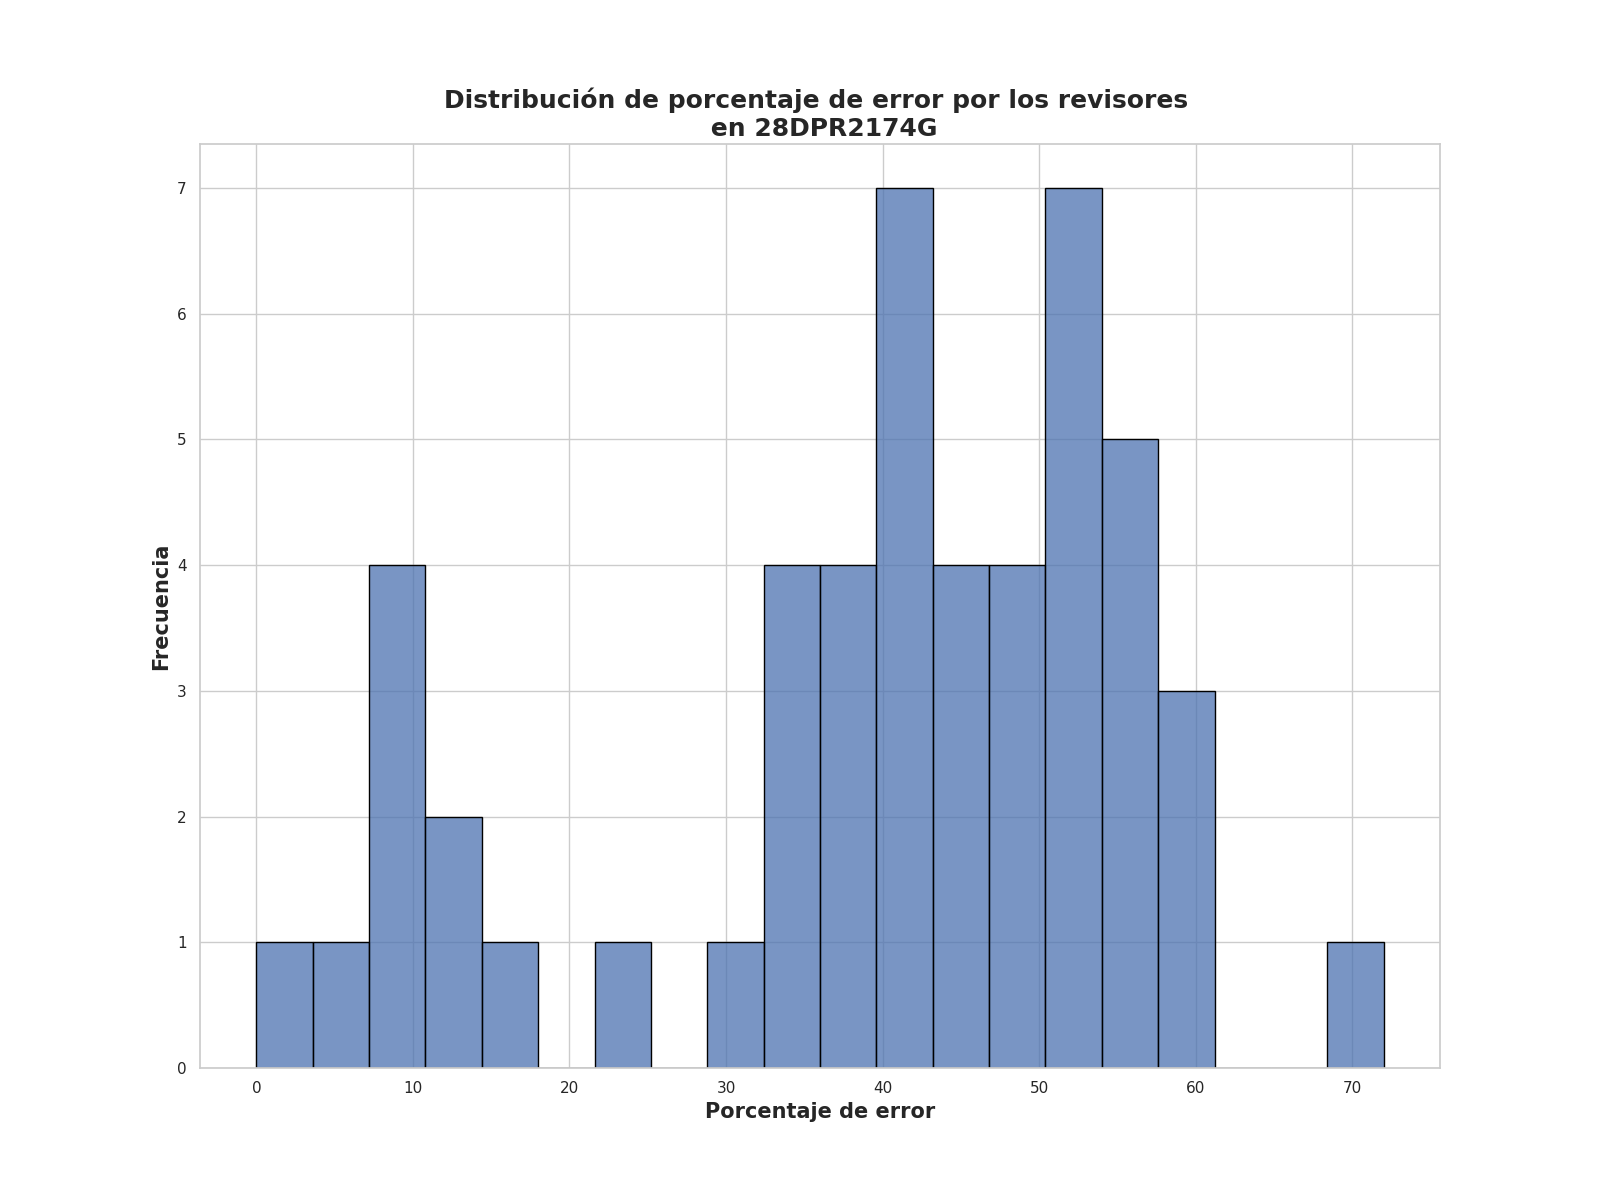 Distribución de porcentaje de error por los revisores
en 28DPR2174G
7
6
5
4
3
2
1
0
Frecuencia
0 10 20 30 40 50 60 70
Porcentaje de error